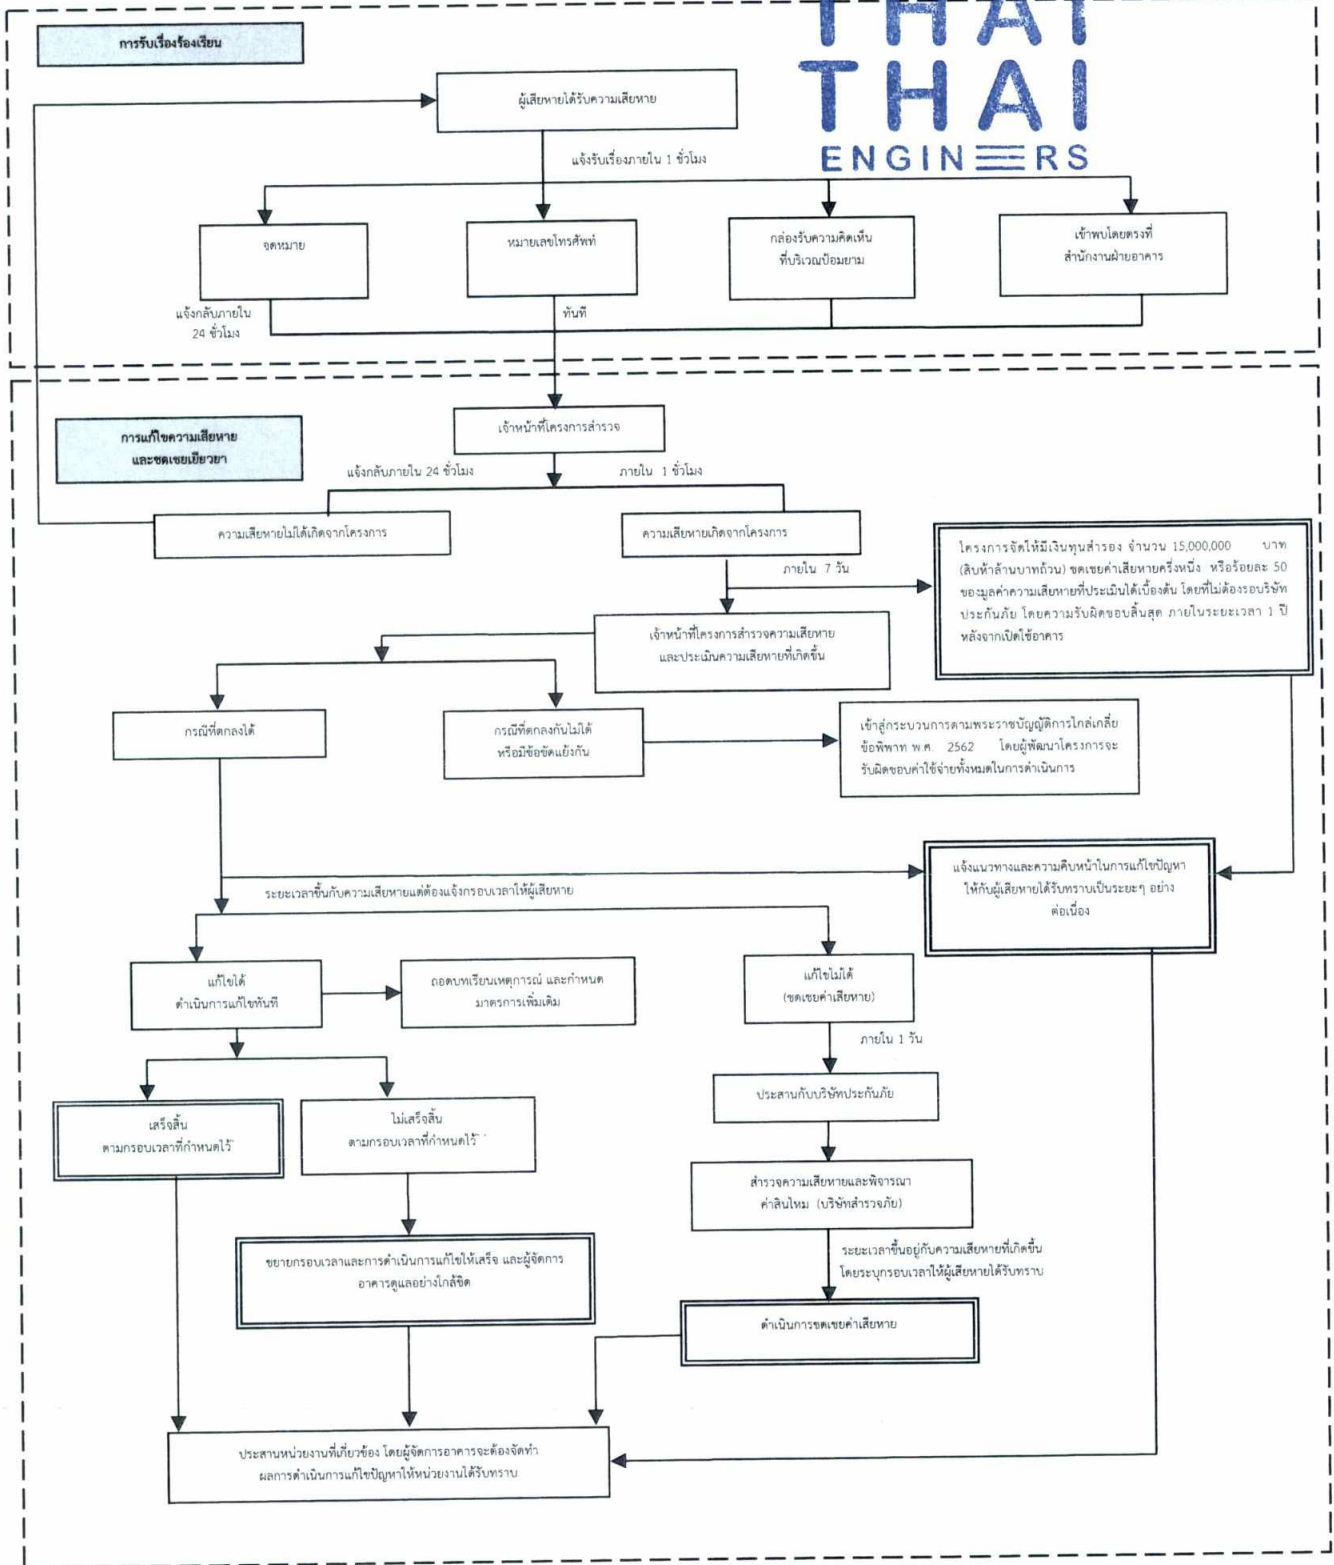 THAI
THAI
ENGINEERS
การรับเรื่องร้องเรียน
ผู้เสียหายได้รับความเสียหาย
แจ้งรับเรื่องภายใน 1 ชั่วโมง
จดหมาย
หมายเลขโทรศัพท์
กล่องรับความคิดเห็น
ที่บริเวณป้อมยาม
เข้าพบโดยตรงที่
สำนักงานฝ่ายอาคาร
แจ้งกลับภายใน
24 ชั่วโมง
ทันที
การแก้ไขความเสียหาย
และชดเชยเยียวยา
เจ้าหน้าที่โครงการสำรวจ
แจ้งกลับภายใน 24 ชั่วโมง
ภายใน 1 ชั่วโมง
ความเสียหายไม่ได้เกิดจากโครงการ
ความเสียหายเกิดจากโครงการ
ภายใน 7 วัน
โครงการจัดให้มีเงินทุนสำรอง จำนวน 15,000,000 บาท
(สิบห้าล้านบาทถ้วน) ชดเชยค่าเสียหายครึ่งหนึ่ง หรือร้อยละ 50
ของมูลค่าความเสียหายที่ประเมินได้เบื้องต้น โดยที่ไม่ต้องรอบริษัท
ประกันภัย โดยความรับผิดชอบสิ้นสุด ภายในระยะเวลา 1 ปี
หลังจากเปิดใช้อาคาร
เจ้าหน้าที่โครงการสำรวจความเสียหาย
และประเมินความเสียหายที่เกิดขึ้น
กรณีที่ตกลงได้
กรณีที่ตกลงกันไม่ได้
หรือมีข้อขัดแย้งกัน
เข้าสู่กระบวนการตามพระราชบัญญัติการไกล่เกลี่ย
ข้อพิพาท พ.ศ. 2562 โดยผู้พัฒนาโครงการจะ
รับผิดชอบค่าใช้จ่ายทั้งหมดในการดำเนินการ
ระยะเวลาขึ้นกับความเสียหายแต่ต้องแจ้งกรอบเวลาให้ผู้เสียหาย
แจ้งแนวทางและความคืบหน้าในการแก้ไขปัญหา
ให้กับผู้เสียหายได้รับทราบเป็นระยะๆ อย่าง
ต่อเนื่อง
แก้ไขได้
ดำเนินการแก้ไขทันที
ถอดบทเรียนเหตุการณ์ และกำหนด
มาตรการเพิ่มเติม
แก้ไขไม่ได้
(ชดเชยค่าเสียหาย)
ภายใน 1 วัน
ประสานกับบริษัทประกันภัย
เสร็จสิ้น
ตามกรอบเวลาที่กำหนดไว้
ไม่เสร็จสิ้น
ตามกรอบเวลาที่กำหนดไว้
สำรวจความเสียหายและพิจารณา
ค่าสินไหม (บริษัทสำรวจภัย)
ขยายกรอบเวลาและการดำเนินการแก้ไขให้เสร็จ และผู้จัดการ
อาคารดูแลอย่างใกล้ชิด
ระยะเวลาขึ้นอยู่กับความเสียหายที่เกิดขึ้น
โดยระบุกรอบเวลาให้ผู้เสียหายได้รับทราบ
ดำเนินการชดเชยค่าเสียหาย
ประสานหน่วยงานที่เกี่ยวข้อง โดยผู้จัดการอาคารจะต้องจัดทำ
ผลการดำเนินการแก้ไขปัญหาให้หน่วยงานได้รับทราบ